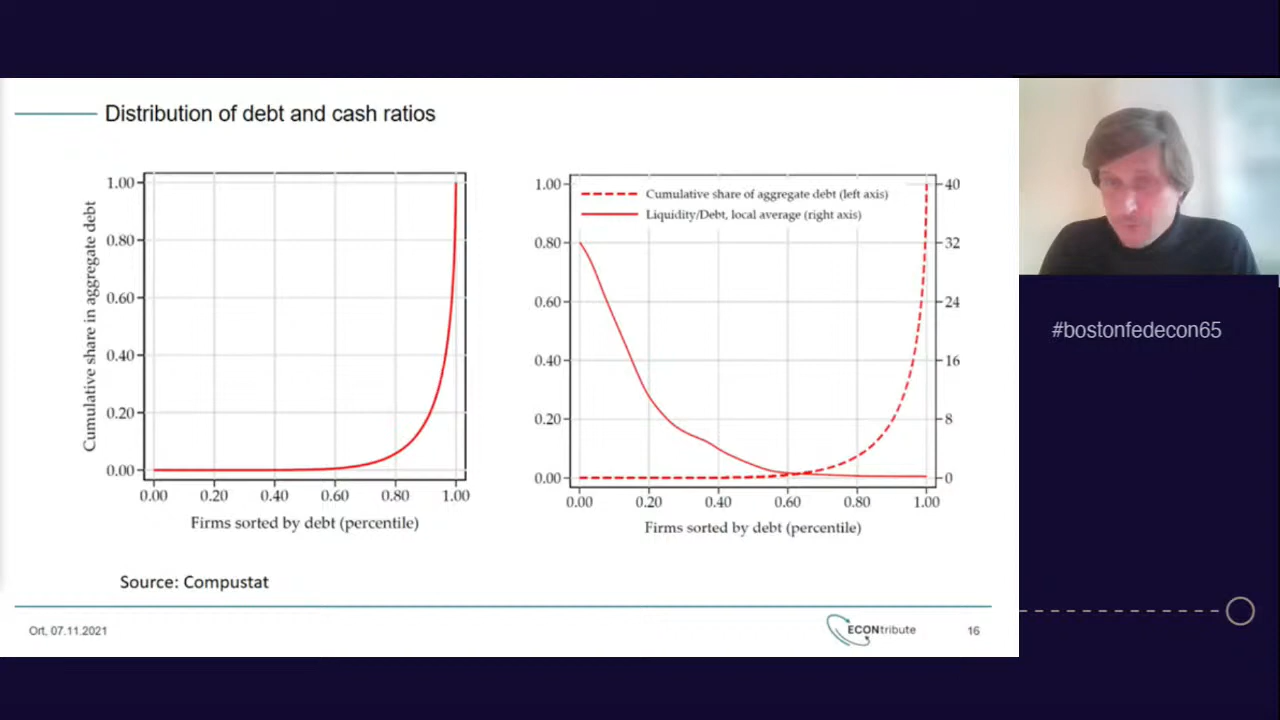 Distribution of debt and cash ratios
Cumulative share in aggregate debt
1.00
0.80
0.60
0.40
0.20
0.00
0.00 0.20 0.40 0.60 0.80 1.00
Firms sorted by debt (percentile)
Cumulative share of aggregate debt (left axis)
Liquidity/Debt, local average (right axis)
1.00
0.80
0.60
0.40
0.20
0.00
40
32
24
16
8
0
0.00 0.20 0.40 0.60 0.80 1.00
Firms sorted by debt (percentile)
Source: Compustat
Ort, 07.11.2021
ECONtribute
16
#bostonfedecon65